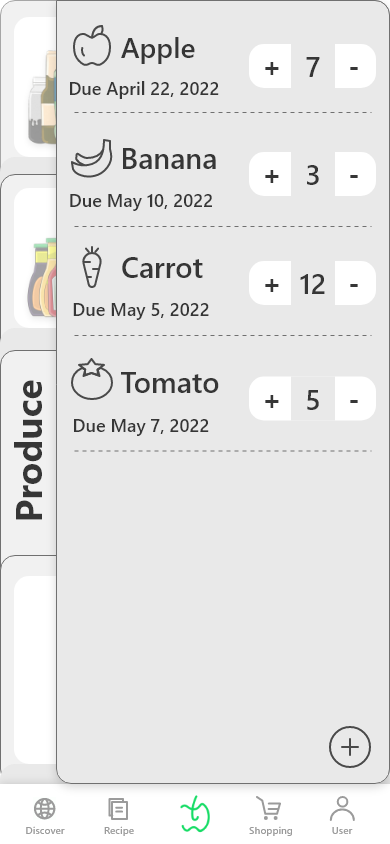 Apple
+ 7 -
Due April 22, 2022
Banana
+ 3 -
Due May 10, 2022
Carrot
+ 12 -
Due May 5, 2022
Tomato
+ 5 -
Due May 7, 2022
Produce
+
Discover
Recipe
Shopping
User